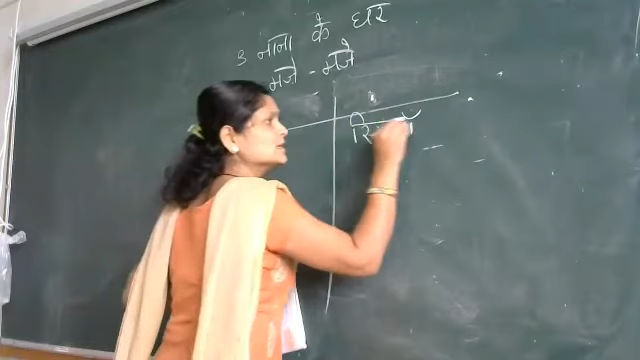 3 नाना के घर
मजे - मजे